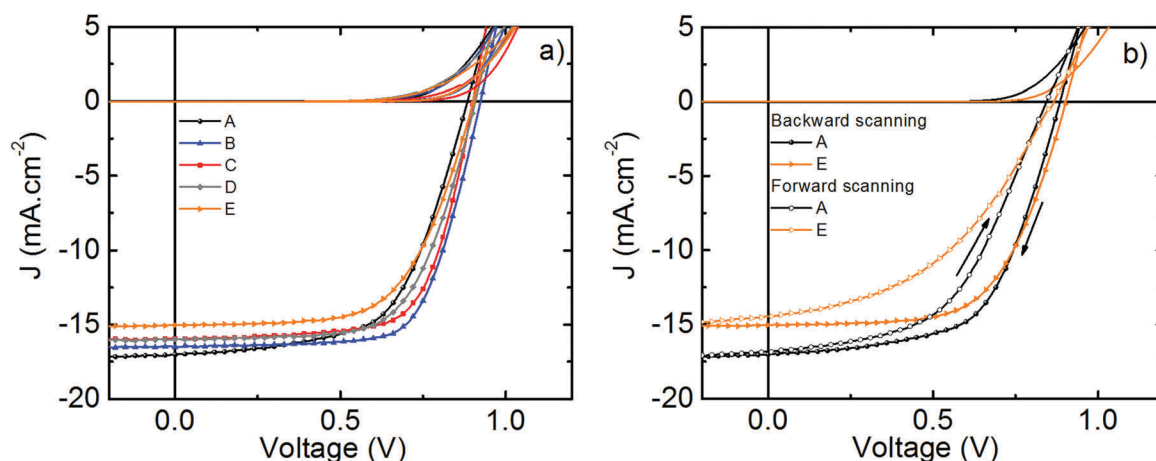 5
0
-5
-10
-15
-20
J (mA.cm-2)
a)
A
B
C
D
E
0.0 0.5 1.0
Voltage (V)
5
0
-5
-10
-15
-20
J (mA.cm-2)
b)
Backward scanning
A
E
Forward scanning
A
E
0.0 0.5 1.0
Voltage (V)